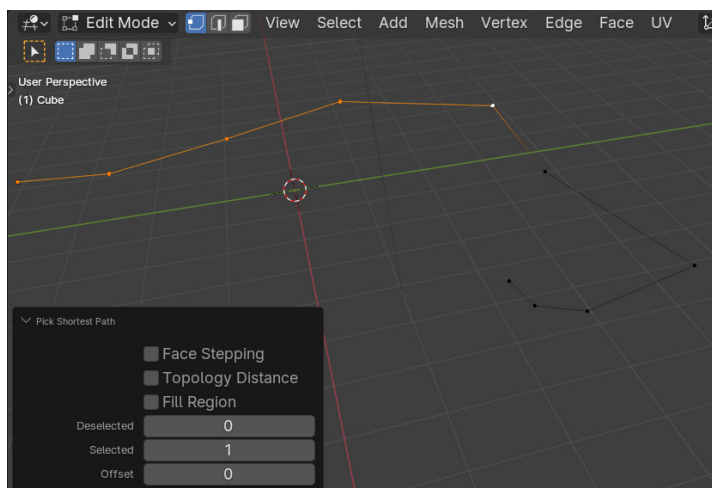 Edit Mode View Select Add Mesh Vertex Edge Face UV
User Perspective
(1) Cube
Pick Shortest Path
Face Stepping
Topology Distance
Fill Region
Deselected 0
Selected 1
Offset 0